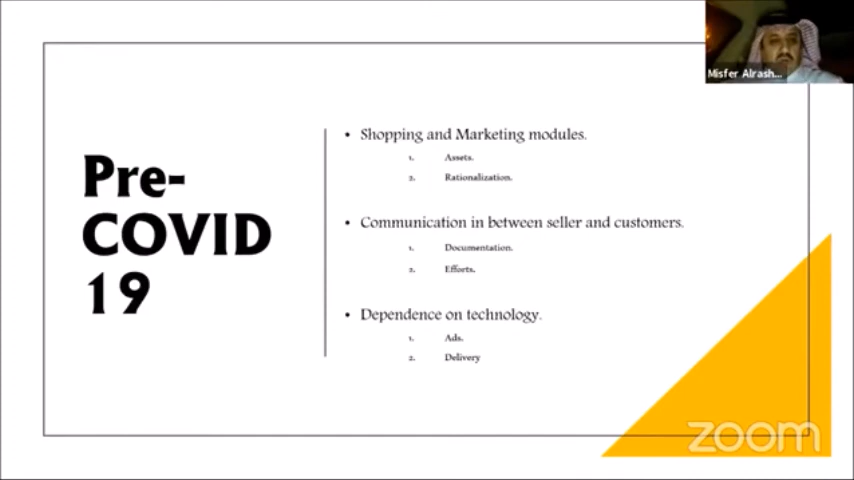 Misfer Alrash...
Pre-
COVID
19
• Shopping and Marketing modules.
1. Assets.
2. Rationalization.
• Communication in between seller and customers.
1. Documentation.
2. Efforts.
• Dependence on technology.
1. Ads.
2. Delivery
zoom